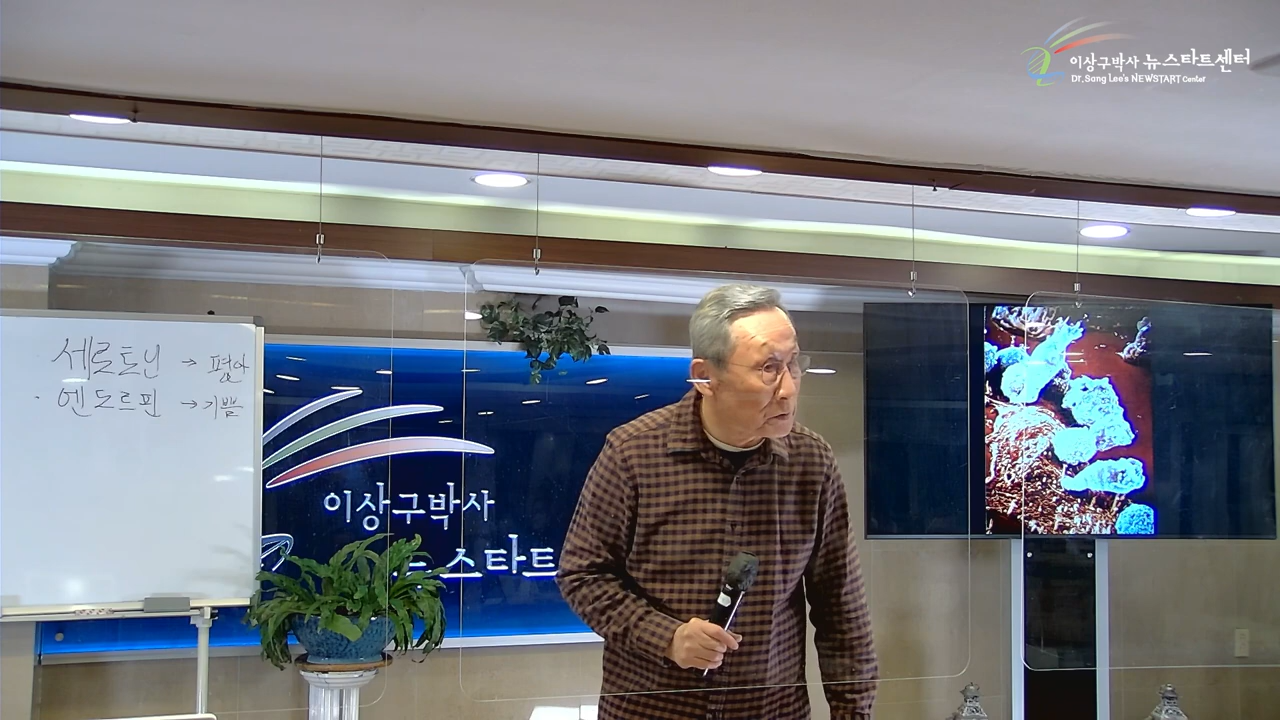 이상구박사 뉴스타트센터
Dr. Sang Lee's NEWSTART Center
세로토닌 → 평안
· 엔도르핀 → 기쁨
이상구박사
뉴스타트